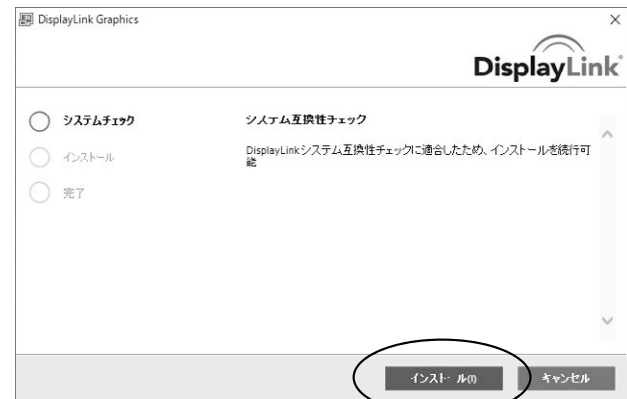 DisplayLink Graphics
DisplayLink
システムチェック
インストール
完了
システム互換性チェック
DisplayLinkシステム互換性チェックに適合したため、インストールを続行可
能
インストール(I)
キャンセル